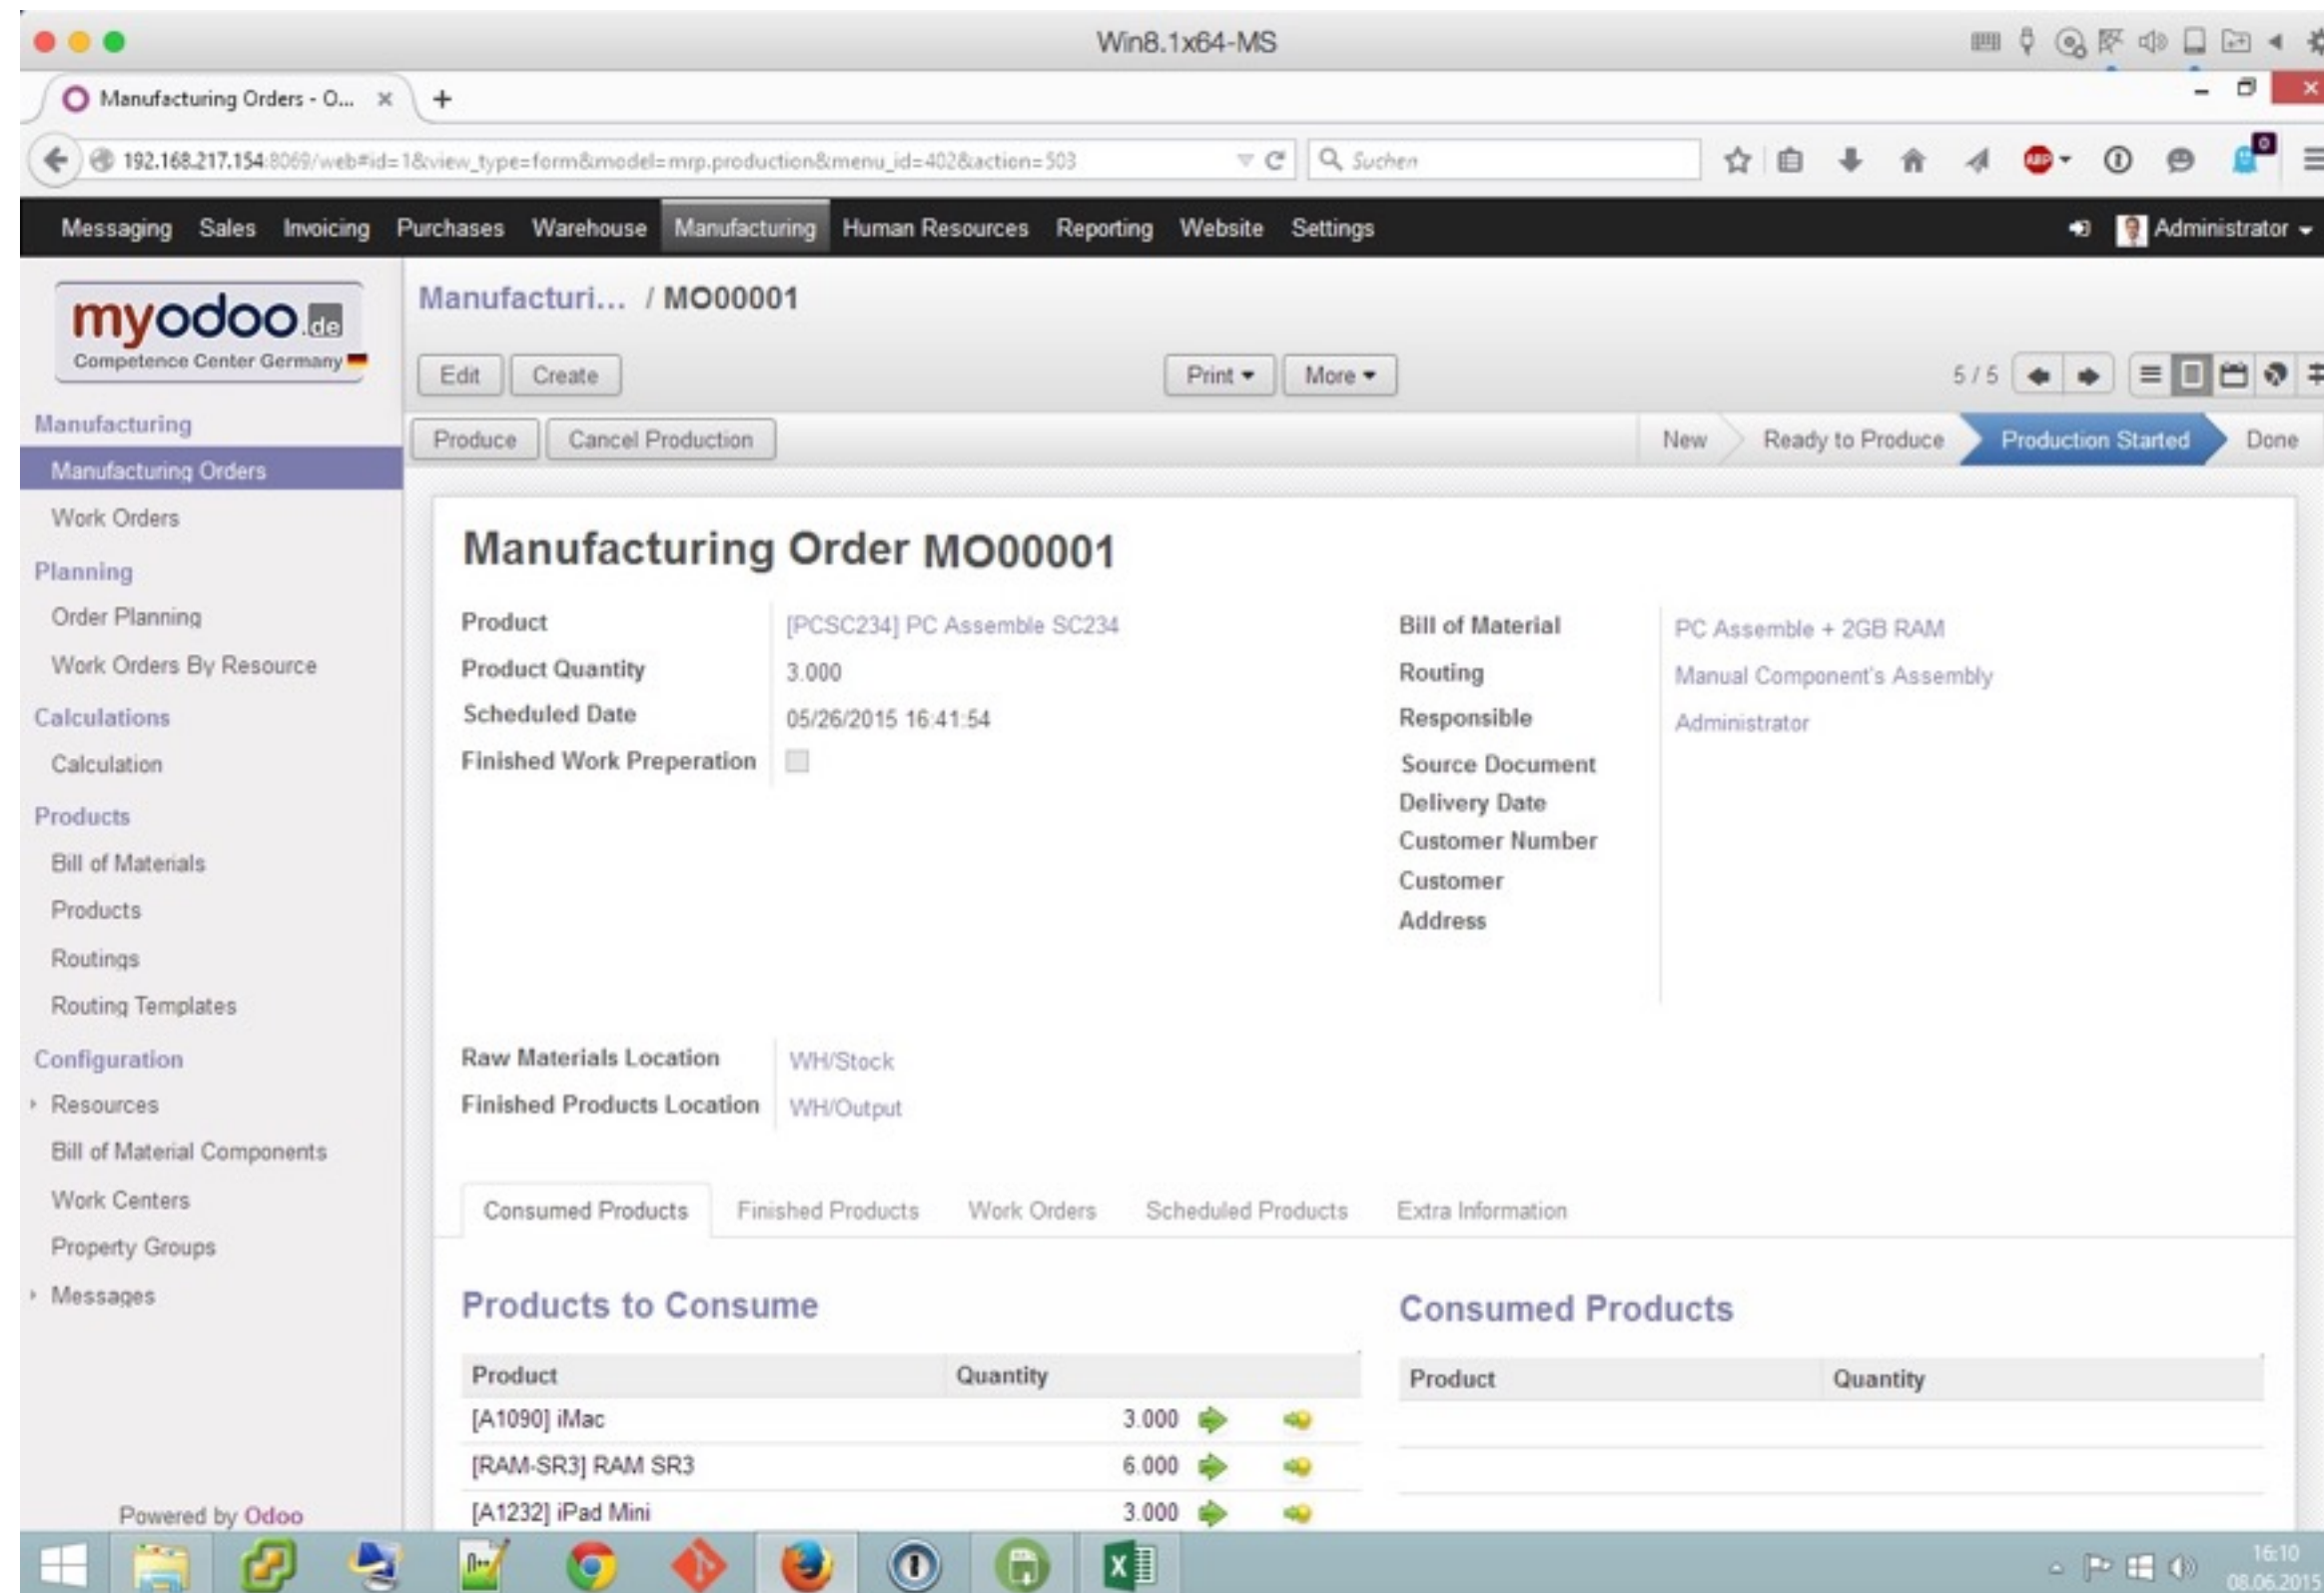 Win8.1x64-MS
Manufacturing Orders - O...
192.168.217.154:8069/web#id=1&view_type=form&model=mrp.production&menu_id=402&action=503
Suchen
ABP
0
Messaging Sales Invoicing Purchases Warehouse Manufacturing Human Resources Reporting Website Settings Administrator
myodoo.de
Competence Center Germany
Manufacturi... / MO00001
Edit Create Print More 5 / 5
Produce Cancel Production New Ready to Produce Production Started Done
Manufacturing
Manufacturing Orders
Work Orders
Planning
Order Planning
Work Orders By Resource
Calculations
Calculation
Products
Bill of Materials
Products
Routings
Routing Templates
Configuration
Resources
Bill of Material Components
Work Centers
Property Groups
Messages
Powered by Odoo
Manufacturing Order MO00001
Product [PCSC234] PC Assemble SC234
Product Quantity 3.000
Scheduled Date 05/26/2015 16:41:54
Finished Work Preperation
Bill of Material PC Assemble + 2GB RAM
Routing Manual Component's Assembly
Responsible Administrator
Source Document
Delivery Date
Customer Number
Customer
Address
Raw Materials Location WH/Stock
Finished Products Location WH/Output
Consumed Products Finished Products Work Orders Scheduled Products Extra Information
Products to Consume
Product Quantity
[A1090] iMac 3.000
[RAM-SR3] RAM SR3 6.000
[A1232] iPad Mini 3.000
Consumed Products
Product Quantity
16:10
08.06.2015